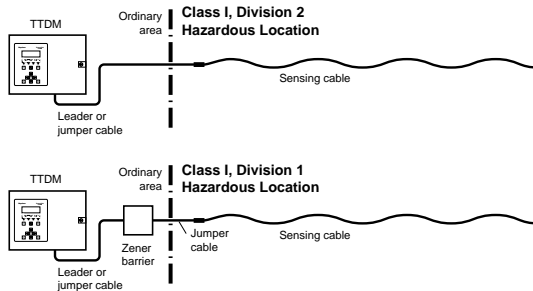 TTDM
Ordinary
area
Class I, Division 2
Hazardous Location
Sensing cable
Leader or
jumper cable
TTDM
Ordinary
area
Class I, Division 1
Hazardous Location
Jumper
cable
Sensing cable
Zener
barrier
Leader or
jumper cable